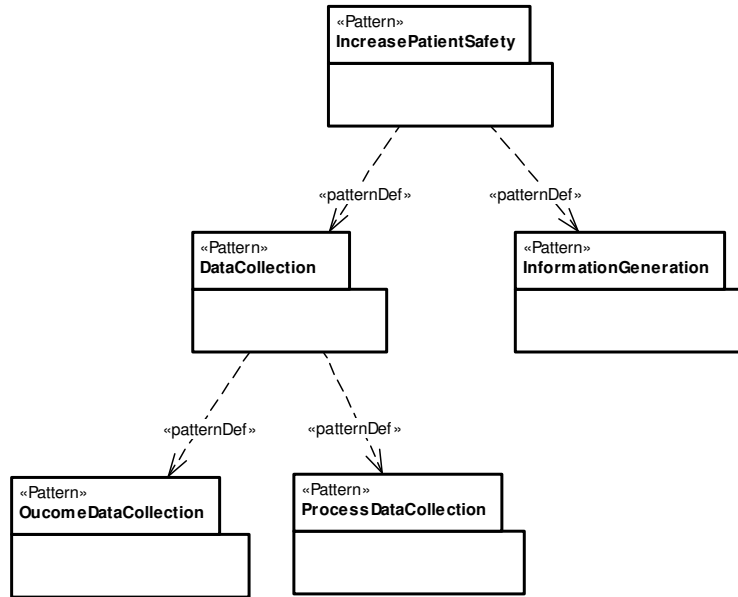 «Pattern»
IncreasePatientSafety
«patternDef»
«patternDef»
«Pattern»
DataCollection
«Pattern»
InformationGeneration
«patternDef»
«patternDef»
«Pattern»
OucomeDataCollection
«Pattern»
ProcessDataCollection